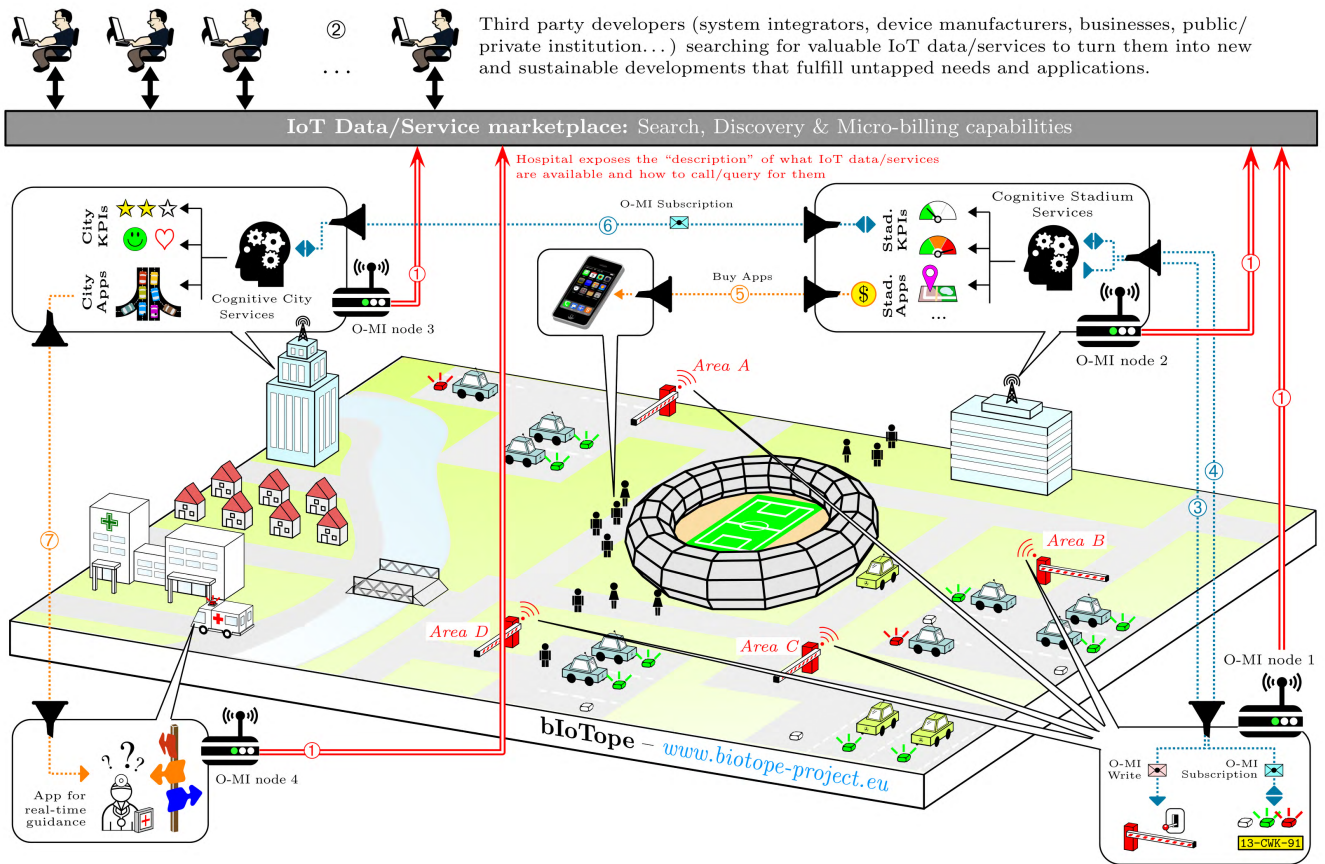 ②
...
Third party developers (system integrators, device manufacturers, businesses, public/
private institution...) searching for valuable IoT data/services to turn them into new
and sustainable developments that fulfill untapped needs and applications.
IoT Data/Service marketplace: Search, Discovery & Micro-billing capabilities
Hospital exposes the “description” of what IoT data/services
are available and how to call/query for them
City
KPIs
City
Apps
Cognitive City
Services
①
O-MI node 3
O-MI Subscription
⑥
Buy Apps
⑤
$
Stad.
KPIs
Stad.
Apps
...
Cognitive Stadium
Services
①
O-MI node 2
①
④
③
⑦
Area A
Area B
Area C
Area D
O-MI node 1
bIoTope – www.biotope-project.eu
O-MI
Write
O-MI
Subscription
13-CWK-91
App for
real-time
guidance
? ? ?
O-MI node 4
①